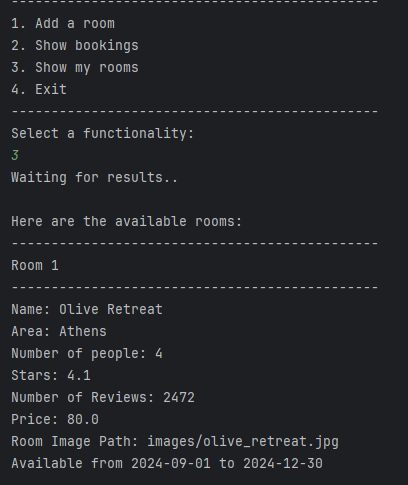 ----------------------------------------------
1. Add a room
2. Show bookings
3. Show my rooms
4. Exit
----------------------------------------------
Select a functionality:
3
Waiting for results..
Here are the available rooms:
----------------------------------------------
Room 1
----------------------------------------------
Name: Olive Retreat
Area: Athens
Number of people: 4
Stars: 4.1
Number of Reviews: 2472
Price: 80.0
Room Image Path: images/olive_retreat.jpg
Available from 2024-09-01 to 2024-12-30